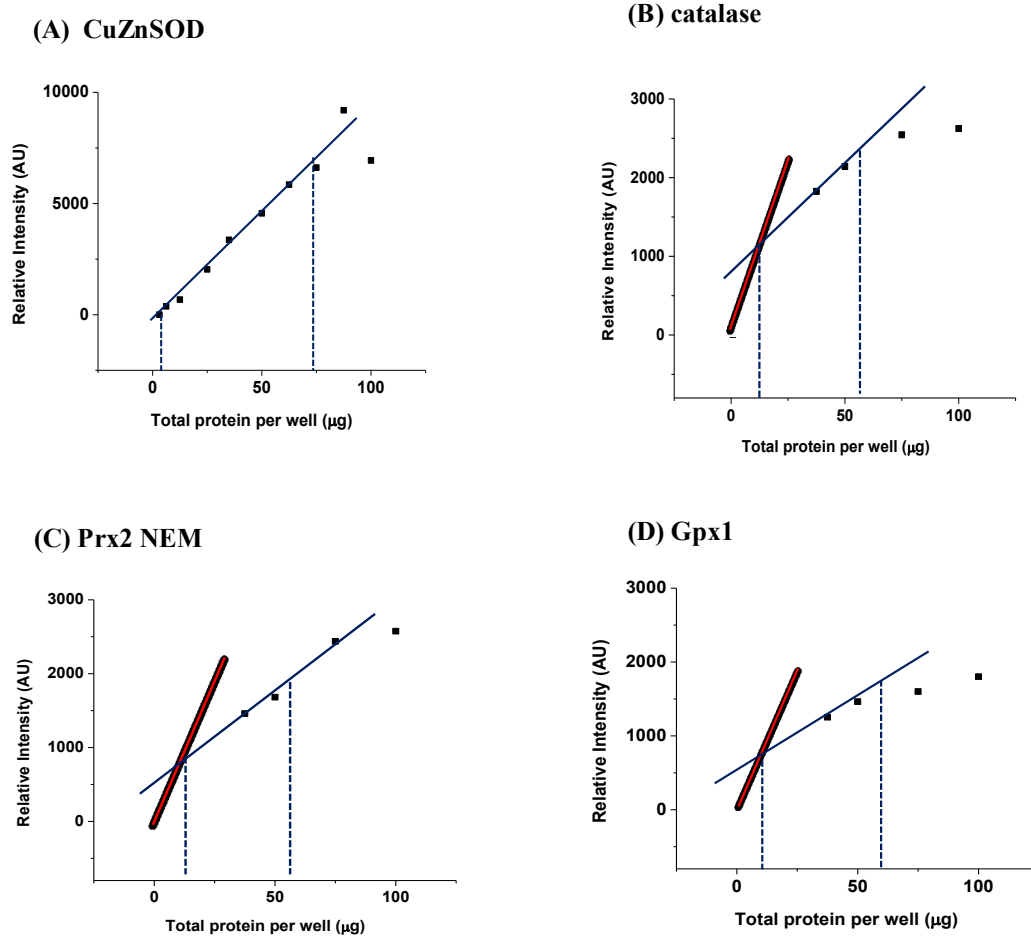 (A) CuZnSOD
10000
5000
0
0 50 100
Relative Intensity (AU)
Total protein per well (μg)
(B) catalase
3000
2000
1000
0
0 50 100
Relative Intensity (AU)
Total protein per well (μg)
(C) Prx2 NEM
3000
2000
1000
0
0 50 100
Relative Intensity (AU)
Total protein per well (μg)
(D) Gpx1
3000
2000
1000
0
0 50 100
Relative Intensity (AU)
Total protein per well (μg)